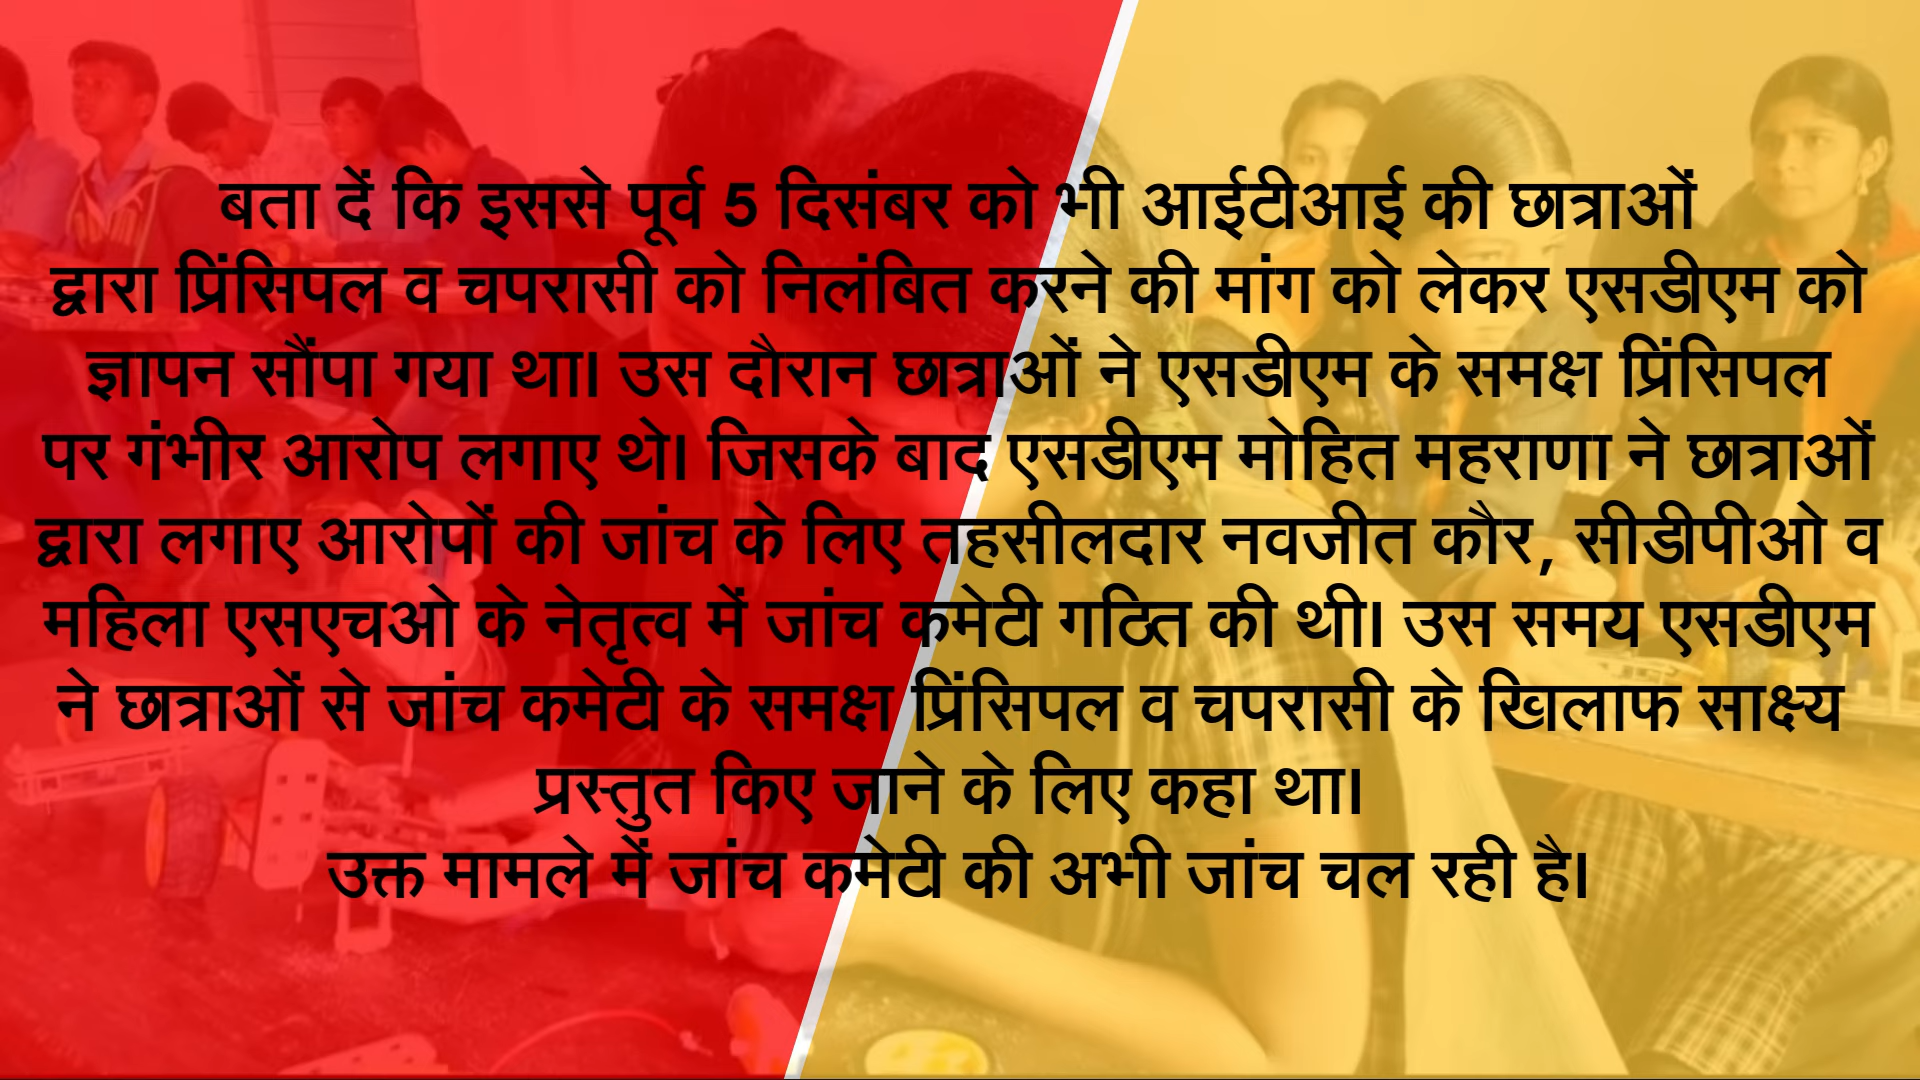 बता दें कि इससे पूर्व 5 दिसंबर को भी आईटीआई की छात्राओं
द्वारा प्रिंसिपल व चपरासी को निलंबित करने की मांग को लेकर एसडीएम को
ज्ञापन सौंपा गया था। उस दौरान छात्राओं ने एसडीएम के समक्ष प्रिंसिपल
पर गंभीर आरोप लगाए थे। जिसके बाद एसडीएम मोहित महराणा ने छात्राओं
द्वारा लगाए आरोपों की जांच के लिए तहसीलदार नवजीत कौर, सीडीपीओ व
महिला एसएचओ के नेतृत्व में जांच कमेटी गठित की थी। उस समय एसडीएम
ने छात्राओं से जांच कमेटी के समक्ष प्रिंसिपल व चपरासी के खिलाफ साक्ष्य
प्रस्तुत किए जाने के लिए कहा था।
उक्त मामले में जांच कमेटी की अभी जांच चल रही है।